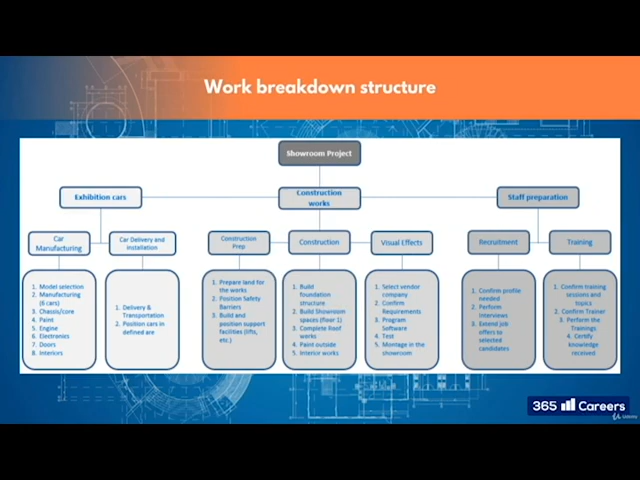 Work breakdown structure
Showroom Project
Exhibition cars
Construction
works
Staff preparation
Car
Manufacturing
Car Delivery and
installation
Construction
Prep
Construction
Visual Effects
Recruitment
Training
1. Model selection
2. Manufacturing
(6 cars)
3. Chassis/core
4. Paint
5. Engine
6. Electronics
7. Doors
8. Interiors
1. Delivery &
Transportation
2. Position cars in
defined are
1. Prepare land for
the works
2. Position Safety
Barriers
3. Build and
position support
facilities (lifts,
etc.)
1. Build
foundation
structure
2. Build Showroom
spaces (floor 1)
3. Complete Roof
works
4. Paint outside
5. Interior works
1. Select vendor
company
2. Confirm
Requirements
3. Program
Software
4. Test
5. Montage in the
showroom
1. Confirm profile
needed
2. Perform
Interviews
3. Extend job
offers to
selected
candidates
1. Confirm training
sessions and
topics
2. Confirm Trainer
3. Perform the
Trainings
4. Certify
knowledge
received
365 Careers
Udemy